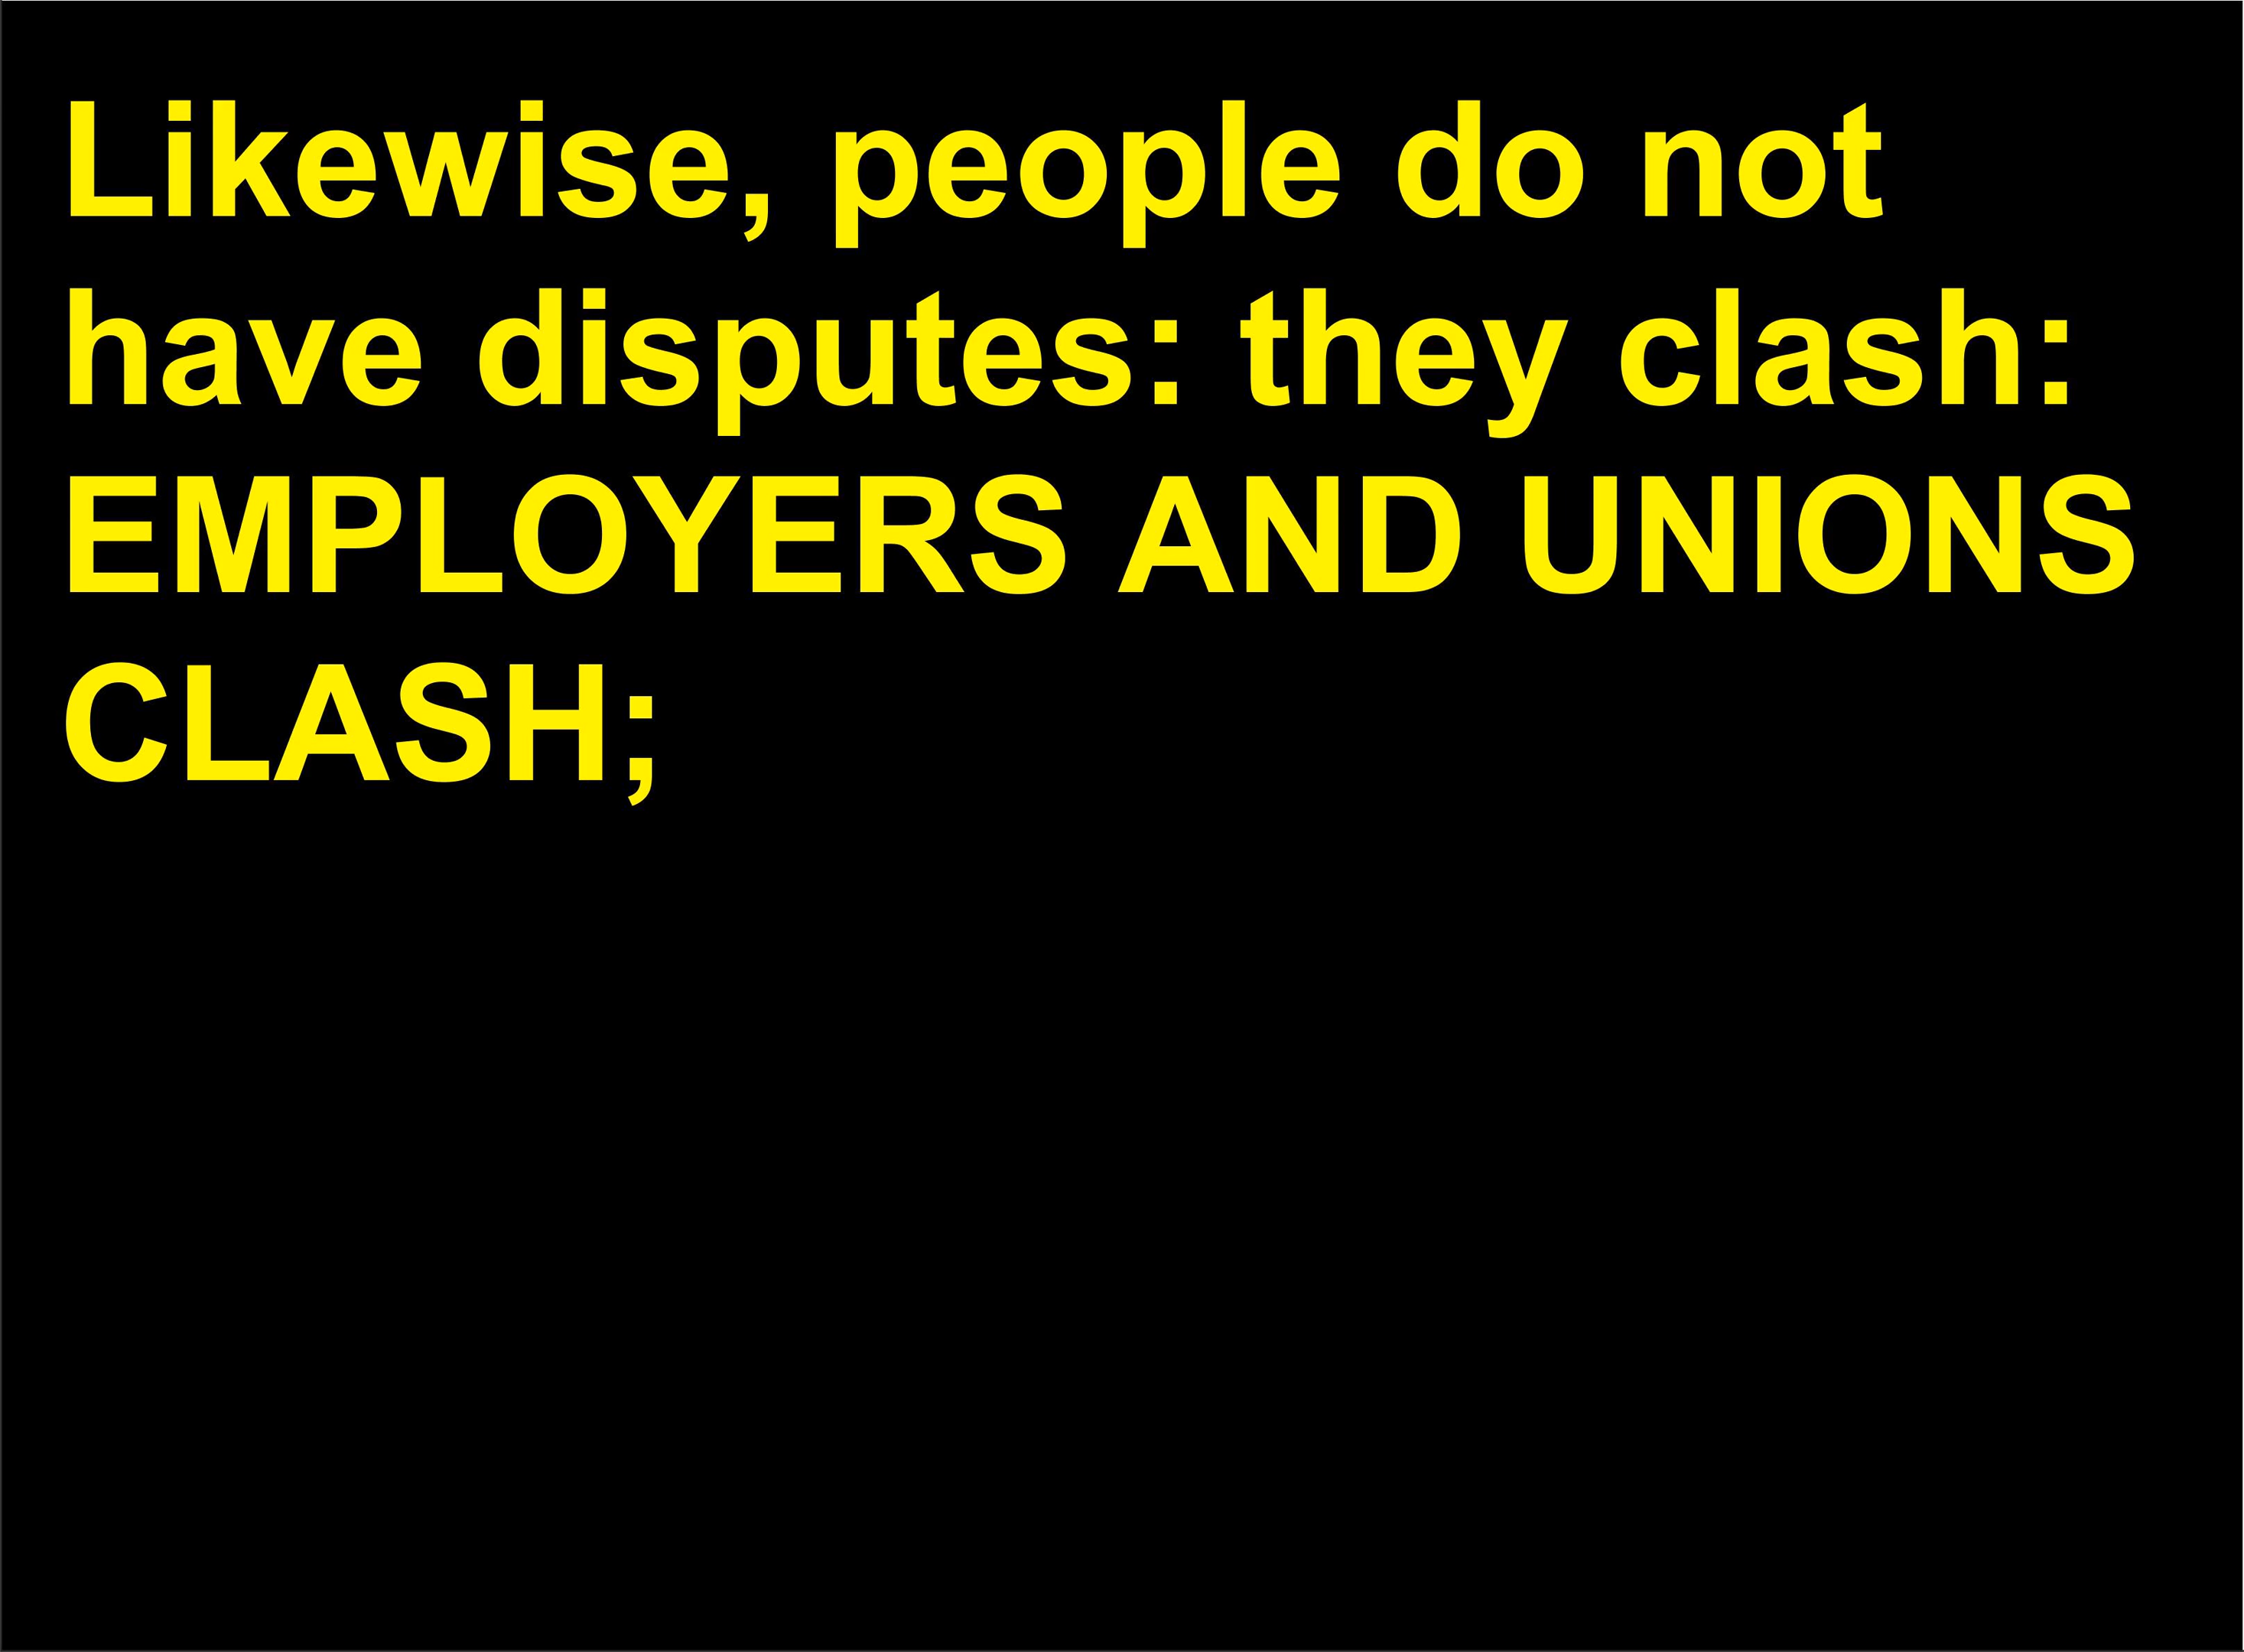 Likewise, people do not
have disputes: they clash:
EMPLOYERS AND UNIONS
CLASH;